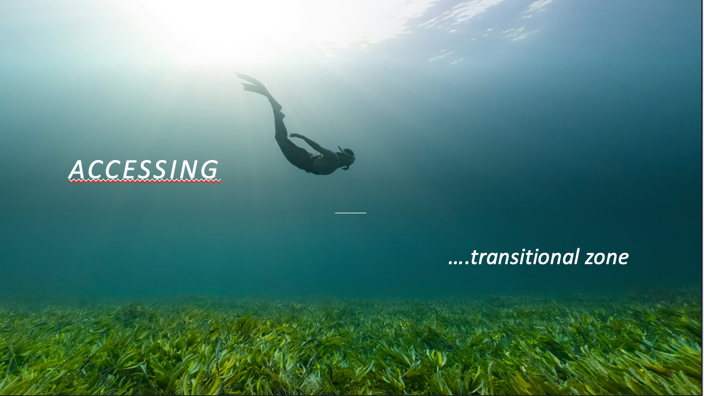 ACCESSING
....transitional zone